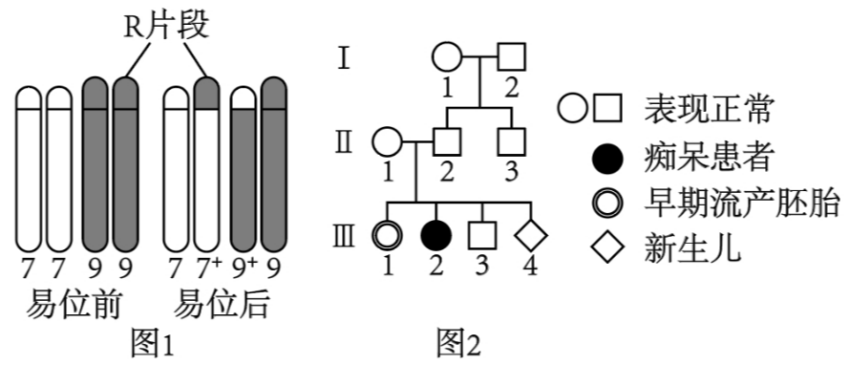 R片段
7 7 9 9 7 7⁺ 9⁺ 9
易位前 易位后
图1
Ⅰ
1 2
Ⅱ
1 2 3
Ⅲ
1 2 3 4
图2
表现正常
痴呆患者
早期流产胚胎
新生儿